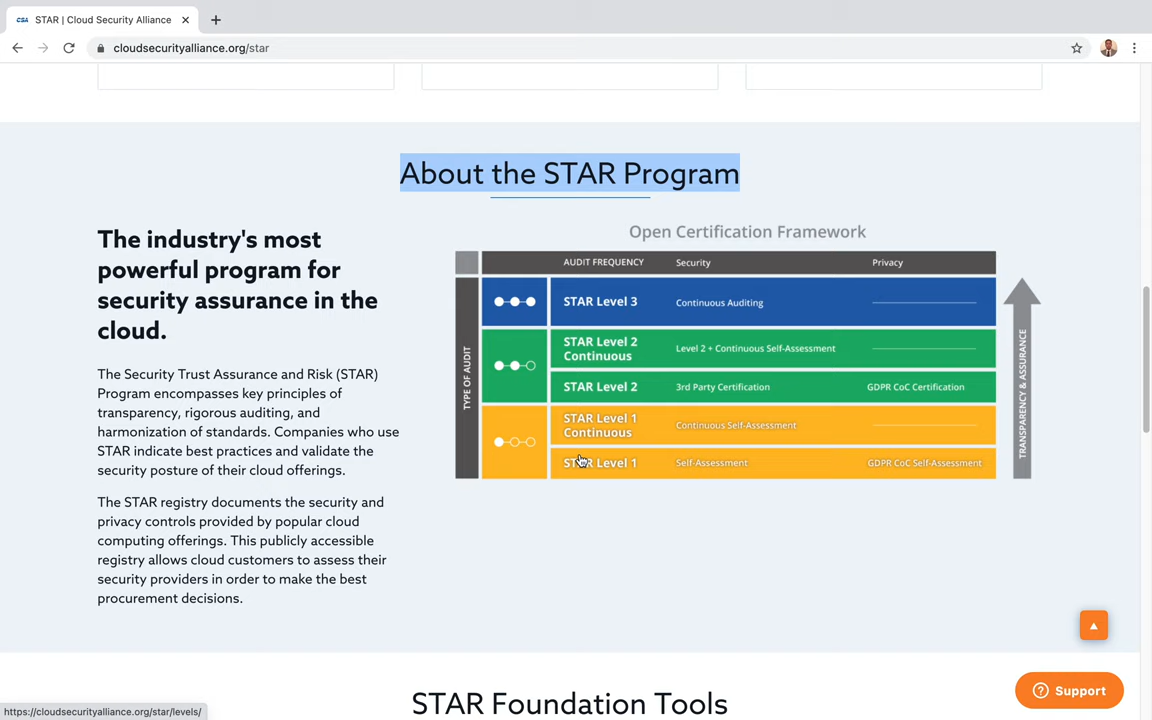 CSA STAR | Cloud Security Alliance
cloudsecurityalliance.org/star
About the STAR Program
The industry's most
powerful program for
security assurance in the
cloud.
The Security Trust Assurance and Risk (STAR)
Program encompasses key principles of
transparency, rigorous auditing, and
harmonization of standards. Companies who use
STAR indicate best practices and validate the
security posture of their cloud offerings.
The STAR registry documents the security and
privacy controls provided by popular cloud
computing offerings. This publicly accessible
registry allows cloud customers to assess their
security providers in order to make the best
procurement decisions.
Open Certification Framework
AUDIT FREQUENCY Security Privacy
TYPE OF AUDIT
STAR Level 3 Continuous Auditing
STAR Level 2
Continuous Level 2 + Continuous Self-Assessment
STAR Level 2 3rd Party Certification GDPR CoC Certification
STAR Level 1
Continuous Continuous Self-Assessment
STAR Level 1 Self-Assessment GDPR CoC Self-Assessment
TRANSPARENCY & ASSURANCE
STAR Foundation Tools
Support
https://cloudsecurityalliance.org/star/levels/